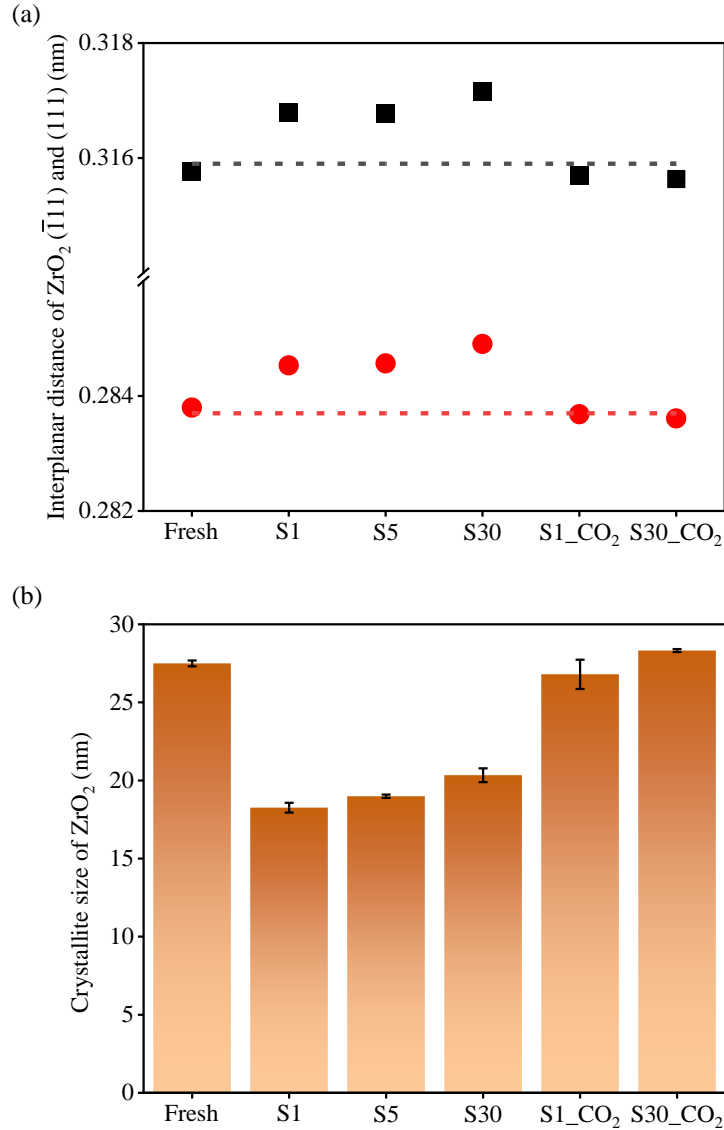 (a)
Interplanar distance of ZrO₂ (1̄11) and (111) (nm)
0.318
0.316
0.284
0.282
Fresh S1 S5 S30 S1_CO₂ S30_CO₂
(b)
Crystallite size of ZrO₂ (nm)
30
25
20
15
10
5
0
Fresh S1 S5 S30 S1_CO₂ S30_CO₂